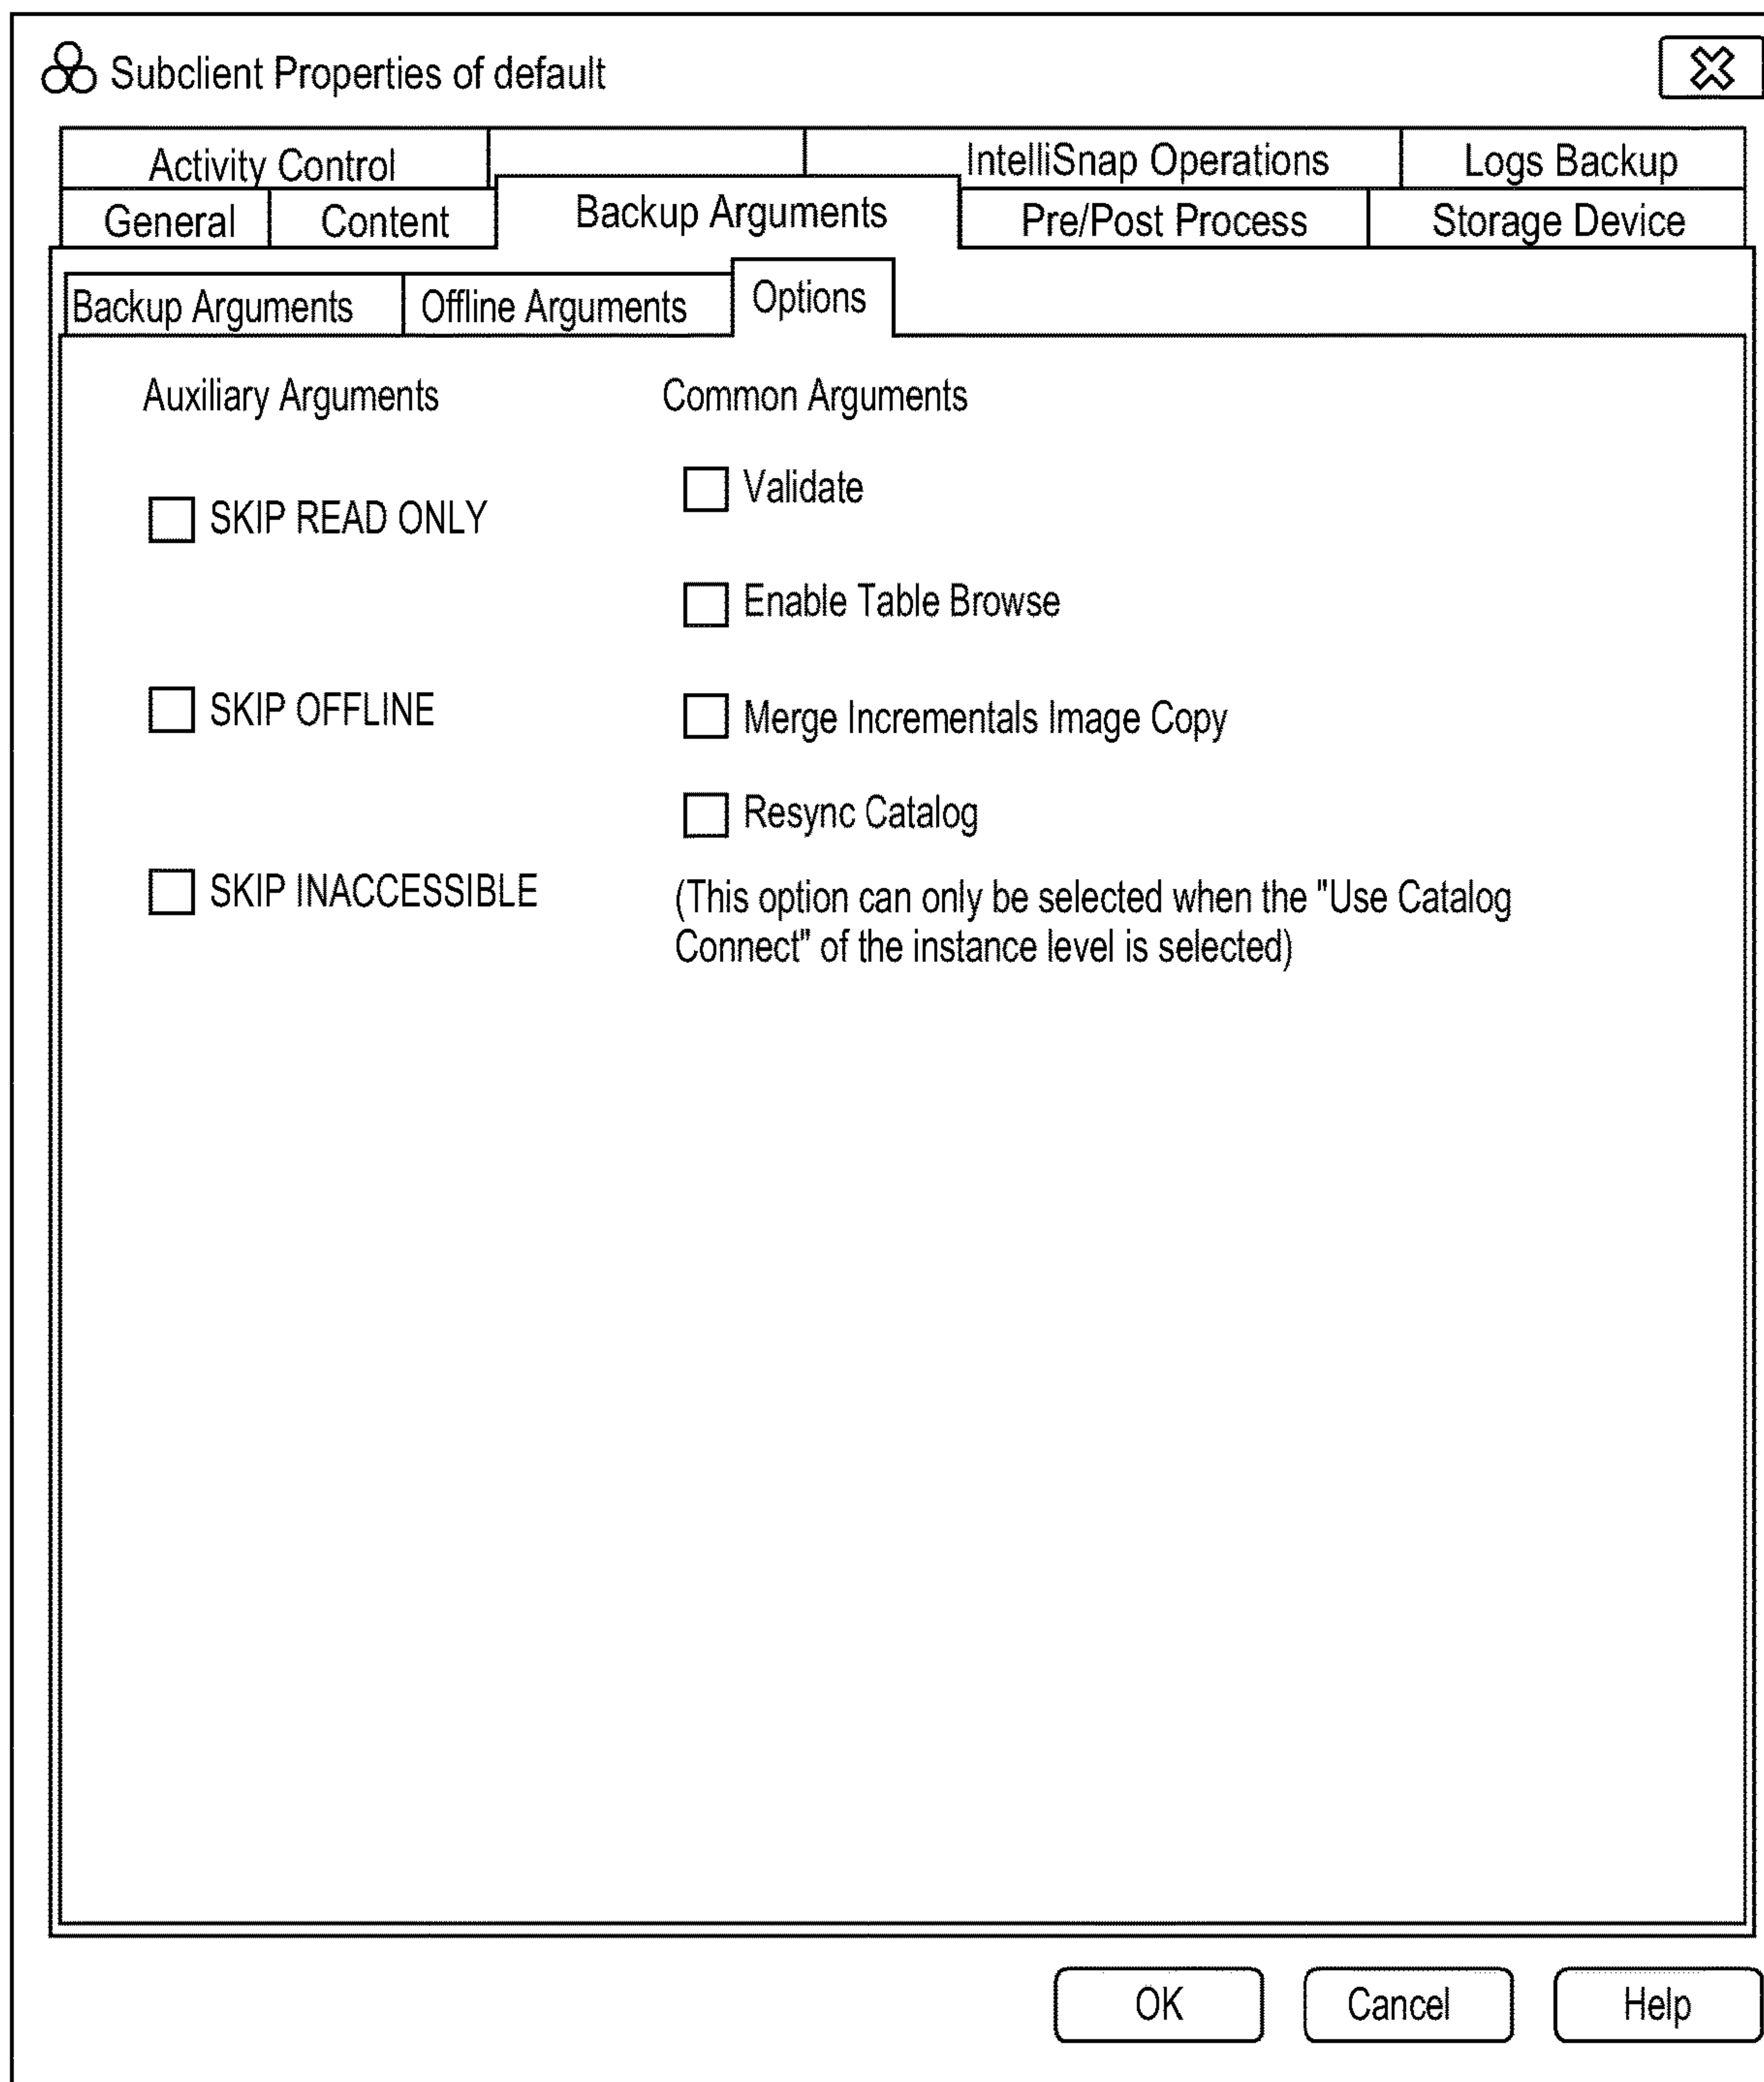 Subclient Properties of default
Activity Control
IntelliSnap Operations
Logs Backup
General
Content
Backup Arguments
Pre/Post Process
Storage Device
Backup Arguments
Offline Arguments
Options
Auxiliary Arguments
SKIP READ ONLY
SKIP OFFLINE
SKIP INACCESSIBLE
Common Arguments
Validate
Enable Table Browse
Merge Incrementals Image Copy
Resync Catalog
(This option can only be selected when the "Use Catalog
Connect" of the instance level is selected)
OK
Cancel
Help